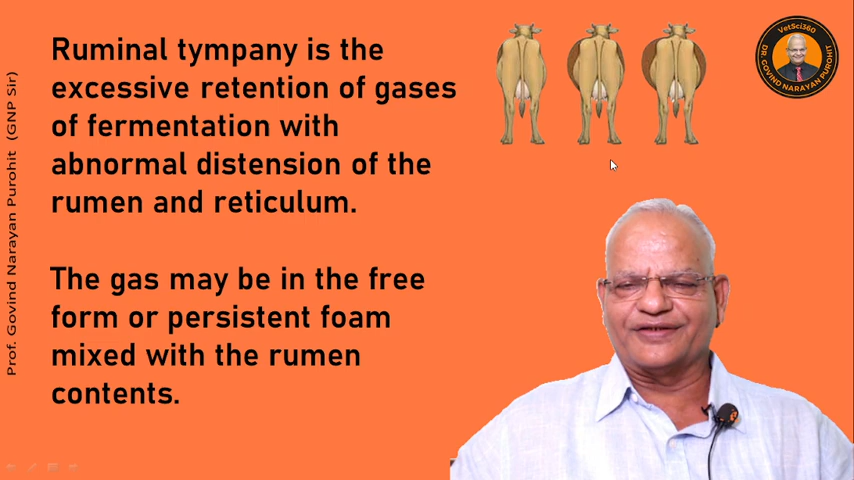 Ruminal tympany is the
excessive retention of gases
of fermentation with
abnormal distension of the
rumen and reticulum.
The gas may be in the free
form or persistent foam
mixed with the rumen
contents.
Prof. Govind Narayan Purohit (GNP Sir)
VetSci360
DR. GOVIND NARAYAN PUROHIT